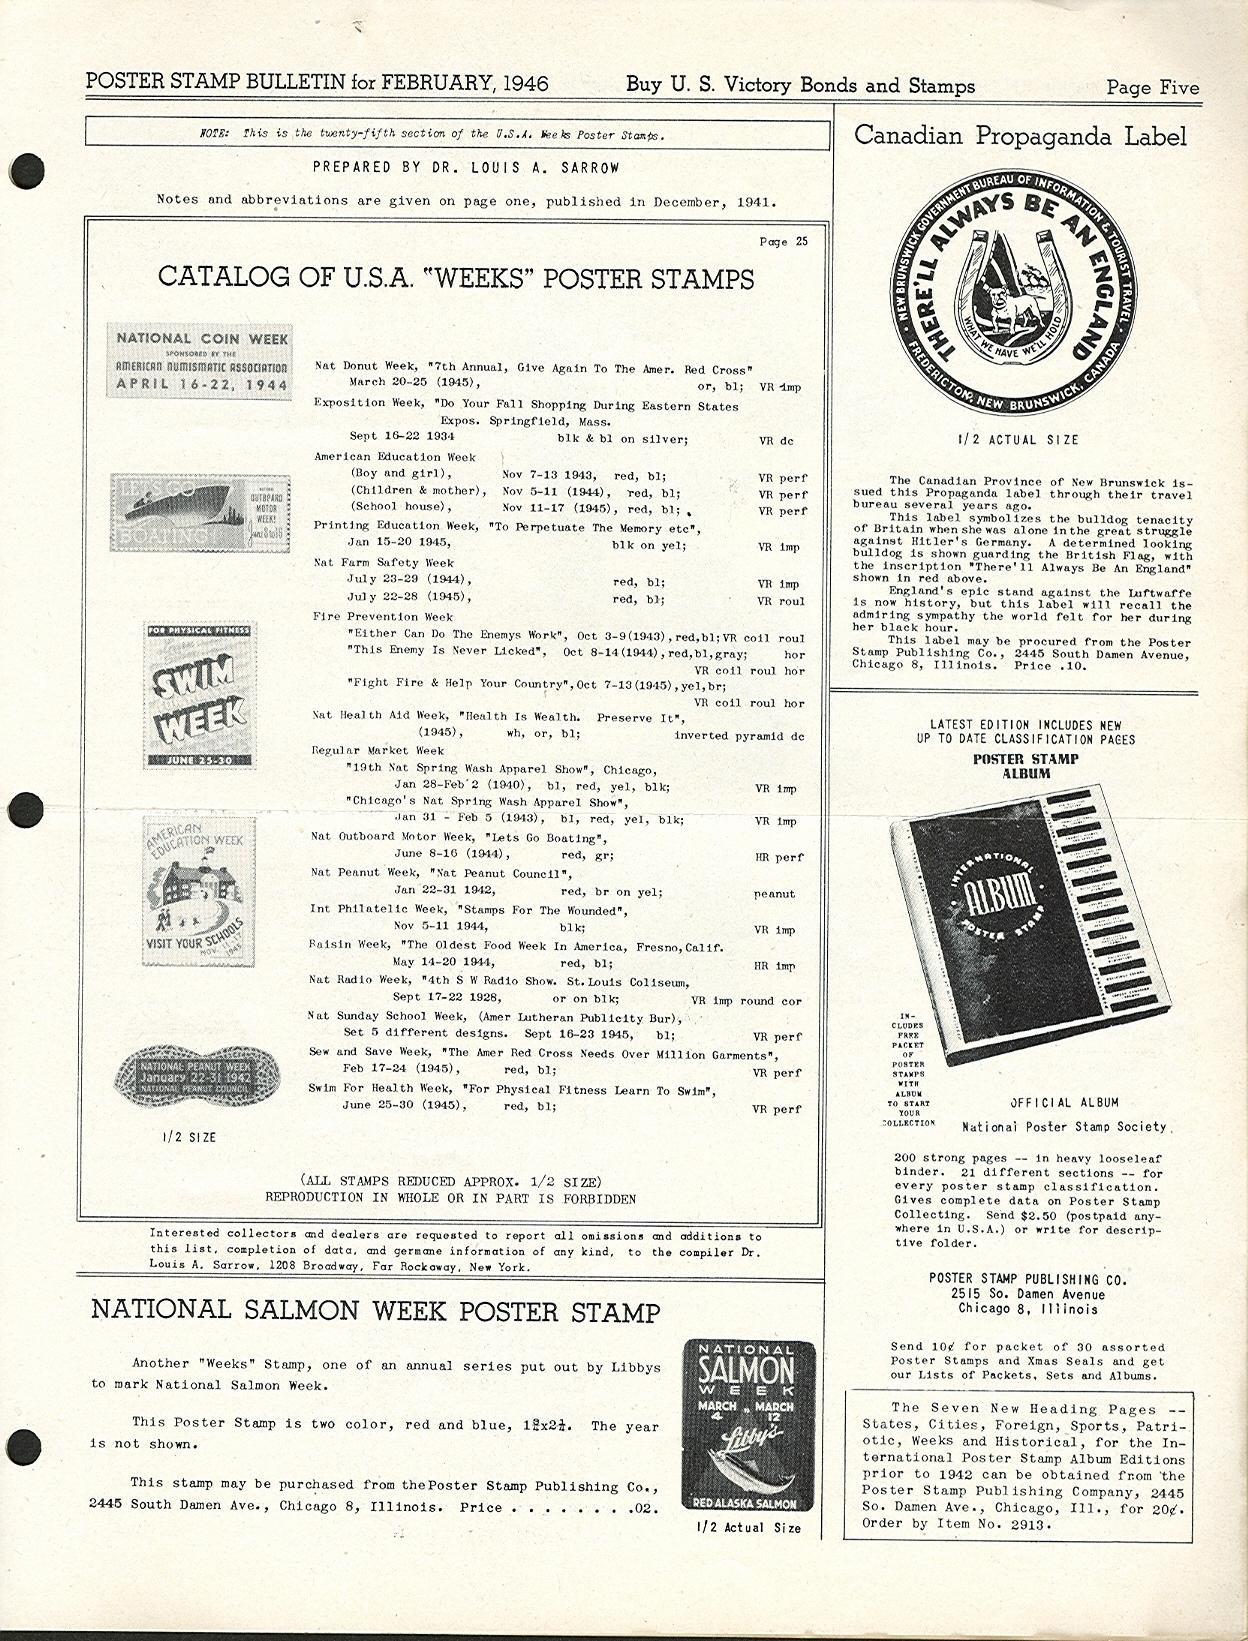 POSTER STAMP BULLETIN for FEBRUARY, 1946 Buy U. S. Victory Bonds and Stamps Page Five
NOTE: This is the twenty-fifth section of the U.S.A. Weeks Poster Stamps.
PREPARED BY DR. LOUIS A. SARROW
Notes and abbreviations are given on page one, published in December, 1941.
Page 25
CATALOG OF U.S.A. "WEEKS" POSTER STAMPS
NATIONAL COIN WEEK
SPONSORED BY THE
AMERICAN NUMISMATIC ASSOCIATION
APRIL 16-22, 1944
LET'S GO
BOATING!
NATIONAL
OUTBOARD
MOTOR
WEEK!
June 8 to 16
FOR PHYSICAL FITNESS
SWIM
WEEK
JUNE 25-30
AMERICAN
EDUCATION WEEK
VISIT YOUR SCHOOLS
NOV.
1945
NATIONAL PEANUT WEEK
January 22-31 1942
NATIONAL PEANUT COUNCIL
1/2 SIZE
Nat Donut Week, "7th Annual, Give Again To The Amer. Red Cross"
March 20-25 (1945), or, bl; VR imp
Exposition Week, "Do Your Fall Shopping During Eastern States
Expos. Springfield, Mass.
Sept 16-22 1934 blk & bl on silver; VR dc
American Education Week
(Boy and girl), Nov 7-13 1943, red, bl; VR perf
(Children & mother), Nov 5-11 (1944), red, bl; VR perf
(School house), Nov 11-17 (1945), red, bl; VR perf
Printing Education Week, "To Perpetuate The Memory etc",
Jan 15-20 1945, blk on yel; VR imp
Nat Farm Safety Week
July 23-29 (1944), red, bl; VR imp
July 22-28 (1945), red, bl; VR roul
Fire Prevention Week
"Either Can Do The Enemys Work", Oct 3-9(1943),red,bl;VR coil roul
"This Enemy Is Never Licked", Oct 8-14(1944),red,bl,gray; hor
VR coil roul hor
"Fight Fire & Help Your Country",Oct 7-13(1945),yel,br;
VR coil roul hor
Nat Health Aid Week, "Health Is Wealth. Preserve It",
(1945), wh, or, bl; inverted pyramid dc
Regular Market Week
"19th Nat Spring Wash Apparel Show", Chicago,
Jan 28-Feb 2 (1940), bl, red, yel, blk; VR imp
"Chicago's Nat Spring Wash Apparel Show",
Jan 31 - Feb 5 (1943), bl, red, yel, blk; VR imp
Nat Outboard Motor Week, "Lets Go Boating",
June 8-16 (1944), red, gr; HR perf
Nat Peanut Week, "Nat Peanut Council",
Jan 22-31 1942, red, br on yel; peanut
Int Philatelic Week, "Stamps For The Wounded",
Nov 5-11 1944, blk; VR imp
Raisin Week, "The Oldest Food Week In America, Fresno,Calif.
May 14-20 1944, red, bl; HR imp
Nat Radio Week, "4th S W Radio Show. St.Louis Coliseum,
Sept 17-22 1928, or on blk; VR imp round cor
Nat Sunday School Week, (Amer Lutheran Publicity Bur),
Set 5 different designs. Sept 16-23 1945, bl; VR perf
Sew and Save Week, "The Amer Red Cross Needs Over Million Garments",
Feb 17-24 (1945), red, bl; VR perf
Swim For Health Week, "For Physical Fitness Learn To Swim",
June 25-30 (1945), red, bl; VR perf
(ALL STAMPS REDUCED APPROX. 1/2 SIZE)
REPRODUCTION IN WHOLE OR IN PART IS FORBIDDEN
Interested collectors and dealers are requested to report all omissions and additions to
this list, completion of data, and germane information of any kind, to the compiler Dr.
Louis A. Sarrow, 1208 Broadway, Far Rockaway, New York.
NATIONAL SALMON WEEK POSTER STAMP
Another "Weeks" Stamp, one of an annual series put out by Libbys
to mark National Salmon Week.
This Poster Stamp is two color, red and blue, The year
is not shown.
This stamp may be purchased from the Poster Stamp Publishing Co.,
2445 South Damen Ave., Chicago 8, Illinois. Price . . . . . . . .02.
NATIONAL
SALMON
WEEK
MARCH MARCH
4 12
Libby's
RED ALASKA SALMON
1/2 Actual Size
Canadian Propaganda Label
NEW BRUNSWICK GOVERNMENT BUREAU OF INFORMATION & TOURIST TRAVEL
FREDERICTON, NEW BRUNSWICK, CANADA
THERE'LL ALWAYS BE AN ENGLAND
WHAT WE HAVE WE'LL HOLD
1/2 ACTUAL SIZE
The Canadian Province of New Brunswick is-
sued this Propaganda label through their travel
bureau several years ago.
This label symbolizes the bulldog tenacity
of Britain when she was alone in the great struggle
against Hitler's Germany. A determined looking
bulldog is shown guarding the British Flag, with
the inscription "There'll Always Be An England"
shown in red above.
England's epic stand against the Luftwaffe
is now history, but this label will recall the
admiring sympathy the world felt for her during
her black hour.
This label may be procured from the Poster
Stamp Publishing Co., 2445 South Damen Avenue,
Chicago 8, Illinois. Price .10.
LATEST EDITION INCLUDES NEW
UP TO DATE CLASSIFICATION PAGES
POSTER STAMP
ALBUM
INTERNATIONAL
ALBUM
POSTER STAMP
IN-
CLUDES
FREE
PACKET
OF
POSTER
STAMPS
WITH
ALBUM
TO START
YOUR
COLLECTION
OFFICIAL ALBUM
National Poster Stamp Society
200 strong pages -- in heavy looseleaf
binder. 21 different sections -- for
every poster stamp classification.
Gives complete data on Poster Stamp
Collecting. Send $2.50 (postpaid any-
where in U.S.A.) or write for descrip-
tive folder.
POSTER STAMP PUBLISHING CO.
2515 So. Damen Avenue
Chicago 8, Illinois
Send 10¢ for packet of 30 assorted
Poster Stamps and Xmas Seals and get
our Lists of Packets, Sets and Albums.
The Seven New Heading Pages --
States, Cities, Foreign, Sports, Patri-
otic, Weeks and Historical, for the In-
ternational Poster Stamp Album Editions
prior to 1942 can be obtained from the
Poster Stamp Publishing Company, 2445
So. Damen Ave., Chicago, Ill., for 20¢.
Order by Item No. 2913.